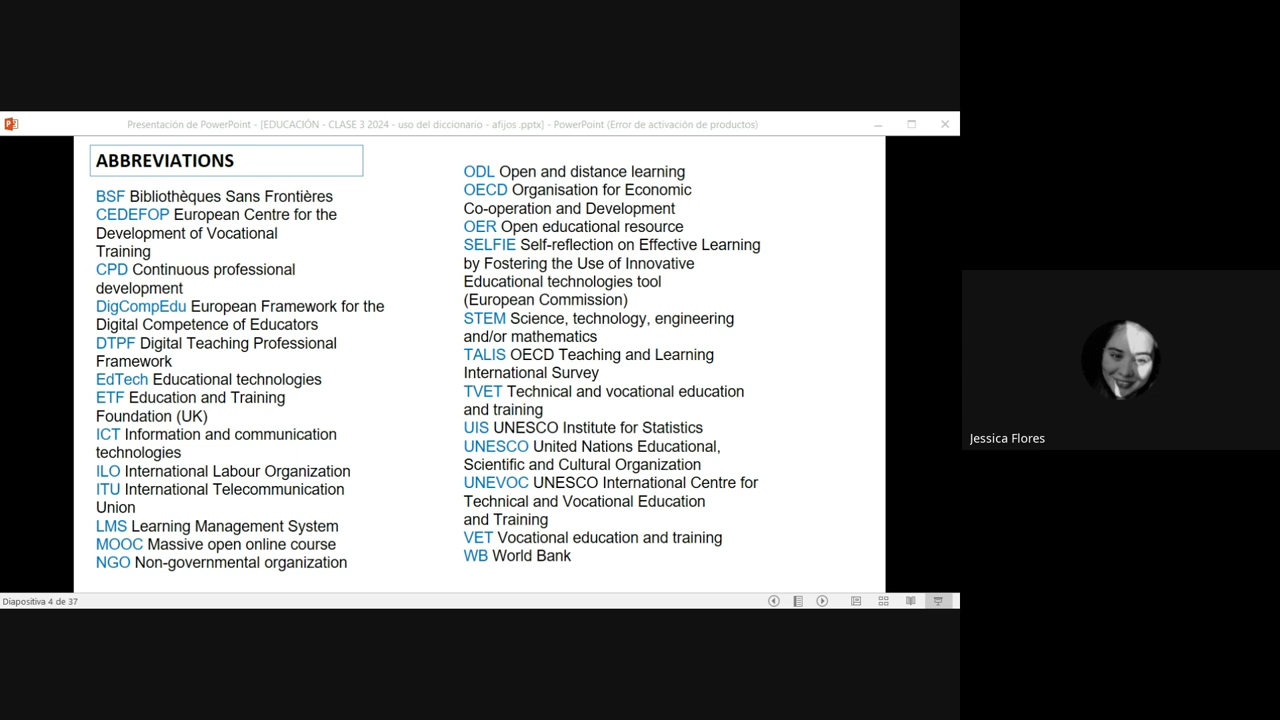 Presentación de PowerPoint - [EDUCACIÓN - CLASE 3 2024 - uso del diccionario - afijos .pptx] - PowerPoint (Error de activación de productos)
ABBREVIATIONS
BSF Bibliothèques Sans Frontières
CEDEFOP European Centre for the
Development of Vocational
Training
CPD Continuous professional
development
DigCompEdu European Framework for the
Digital Competence of Educators
DTPF Digital Teaching Professional
Framework
EdTech Educational technologies
ETF Education and Training
Foundation (UK)
ICT Information and communication
technologies
ILO International Labour Organization
ITU International Telecommunication
Union
LMS Learning Management System
MOOC Massive open online course
NGO Non-governmental organization
ODL Open and distance learning
OECD Organisation for Economic
Co-operation and Development
OER Open educational resource
SELFIE Self-reflection on Effective Learning
by Fostering the Use of Innovative
Educational technologies tool
(European Commission)
STEM Science, technology, engineering
and/or mathematics
TALIS OECD Teaching and Learning
International Survey
TVET Technical and vocational education
and training
UIS UNESCO Institute for Statistics
UNESCO United Nations Educational,
Scientific and Cultural Organization
UNEVOC UNESCO International Centre for
Technical and Vocational Education
and Training
VET Vocational education and training
WB World Bank
Diapositiva 4 de 37
Jessica Flores